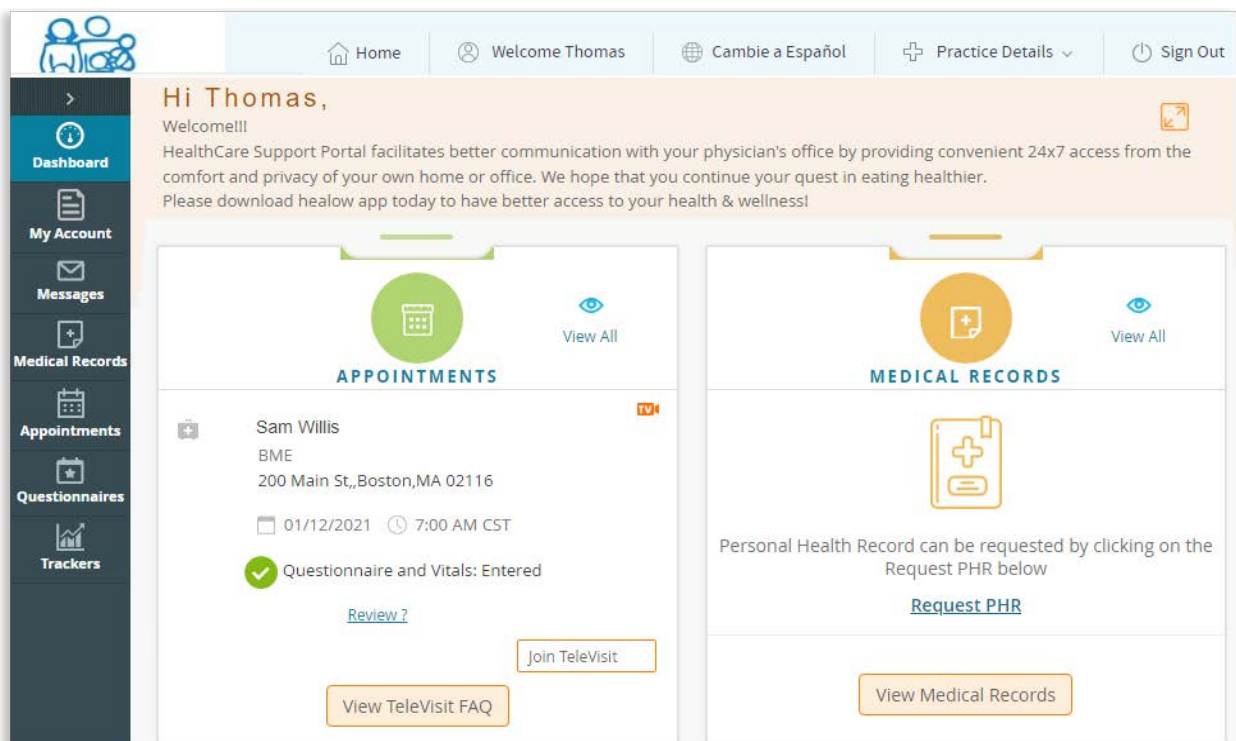 Home
Welcome Thomas
Cambie a Español
Practice Details
Sign Out
Dashboard
My Account
Messages
Medical Records
Appointments
Questionnaires
Trackers
Hi Thomas,
Welcome!!!
HealthCare Support Portal facilitates better communication with your physician's office by providing convenient 24x7 access from the
comfort and privacy of your own home or office. We hope that you continue your quest in eating healthier.
Please download healow app today to have better access to your health & wellness!
View All
APPOINTMENTS
TV
Sam Willis
BME
200 Main St,,Boston,MA 02116
01/12/2021 7:00 AM CST
Questionnaire and Vitals: Entered
Review ?
Join TeleVisit
View TeleVisit FAQ
View All
MEDICAL RECORDS
Personal Health Record can be requested by clicking on the
Request PHR below
Request PHR
View Medical Records